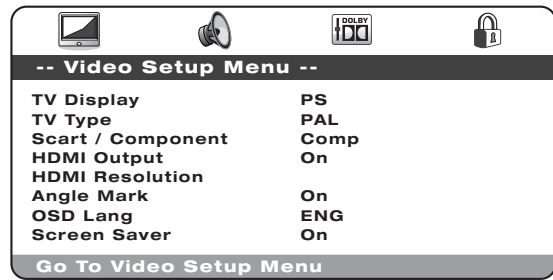 DOLBY
-- Video Setup Menu --
TV Display PS
TV Type PAL
Scart / Component Comp
HDMI Output On
HDMI Resolution
Angle Mark On
OSD Lang ENG
Screen Saver On
Go To Video Setup Menu